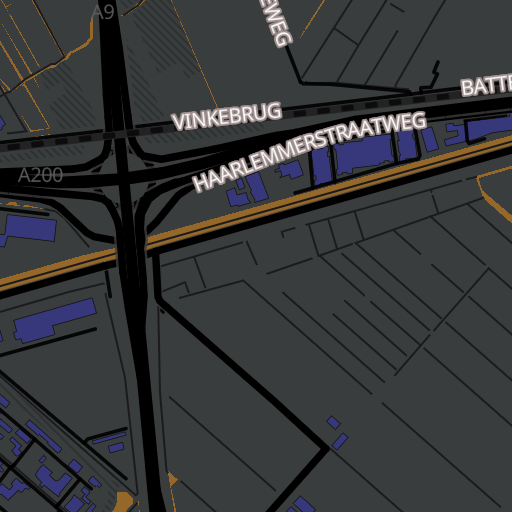 A9
EWEG
BATTE
VINKEBRUG
HAARLEMMERSTRAATWEG
A200